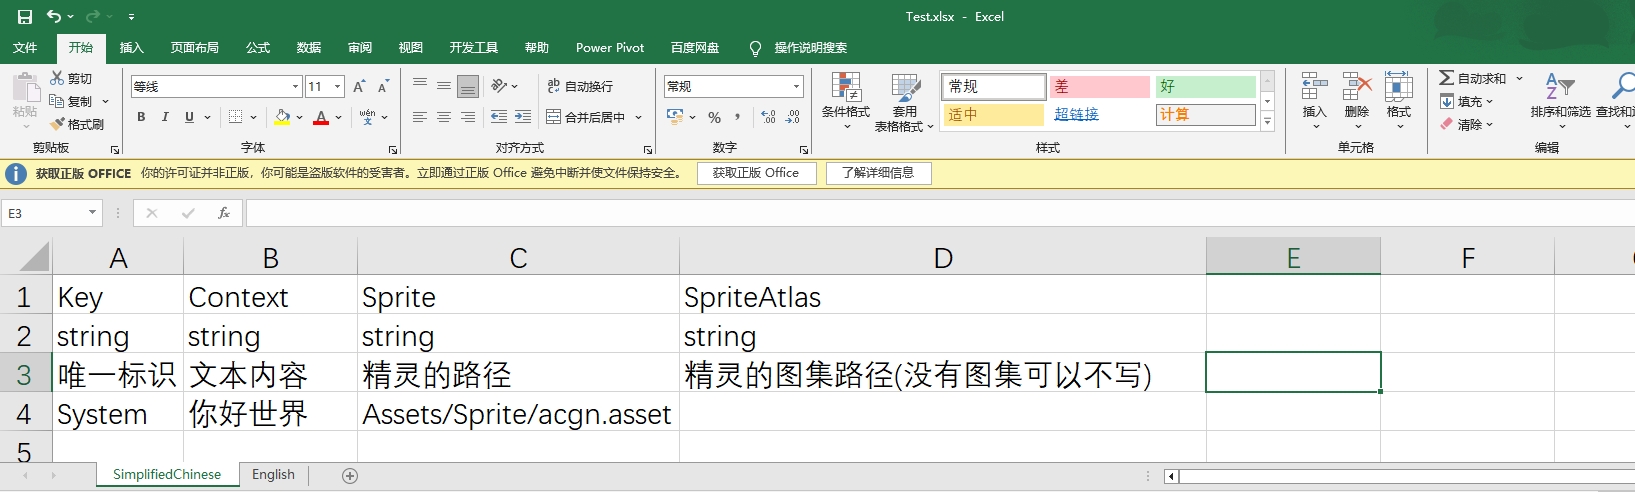 Test.xlsx - Excel
文件 开始 插入 页面布局 公式 数据 审阅 视图 开发工具 帮助 Power Pivot 百度网盘 操作说明搜索
粘贴 剪切 复制 格式刷
剪贴板
等线 11 A A
B I U A wén 文
字体
ab 自动换行
合并后居中
对齐方式
常规
% ,
数字
条件格式 套用 表格格式
常规 差 好
适中 超链接 计算
样式
插入 删除 格式
单元格
自动求和
填充
清除
排序和筛选
编辑
获取正版 OFFICE 你的许可证并非正版，你可能是盗版软件的受害者。立即通过正版 Office 避免中断并使文件保持安全。 获取正版 Office 了解详细信息
E3 fx
A B C D E F
1 Key Context Sprite SpriteAtlas
2 string string string string
3 唯一标识 文本内容 精灵的路径 精灵的图集路径(没有图集可以不写)
4 System 你好世界 Assets/Sprite/acgn.asset
5
SimplifiedChinese English